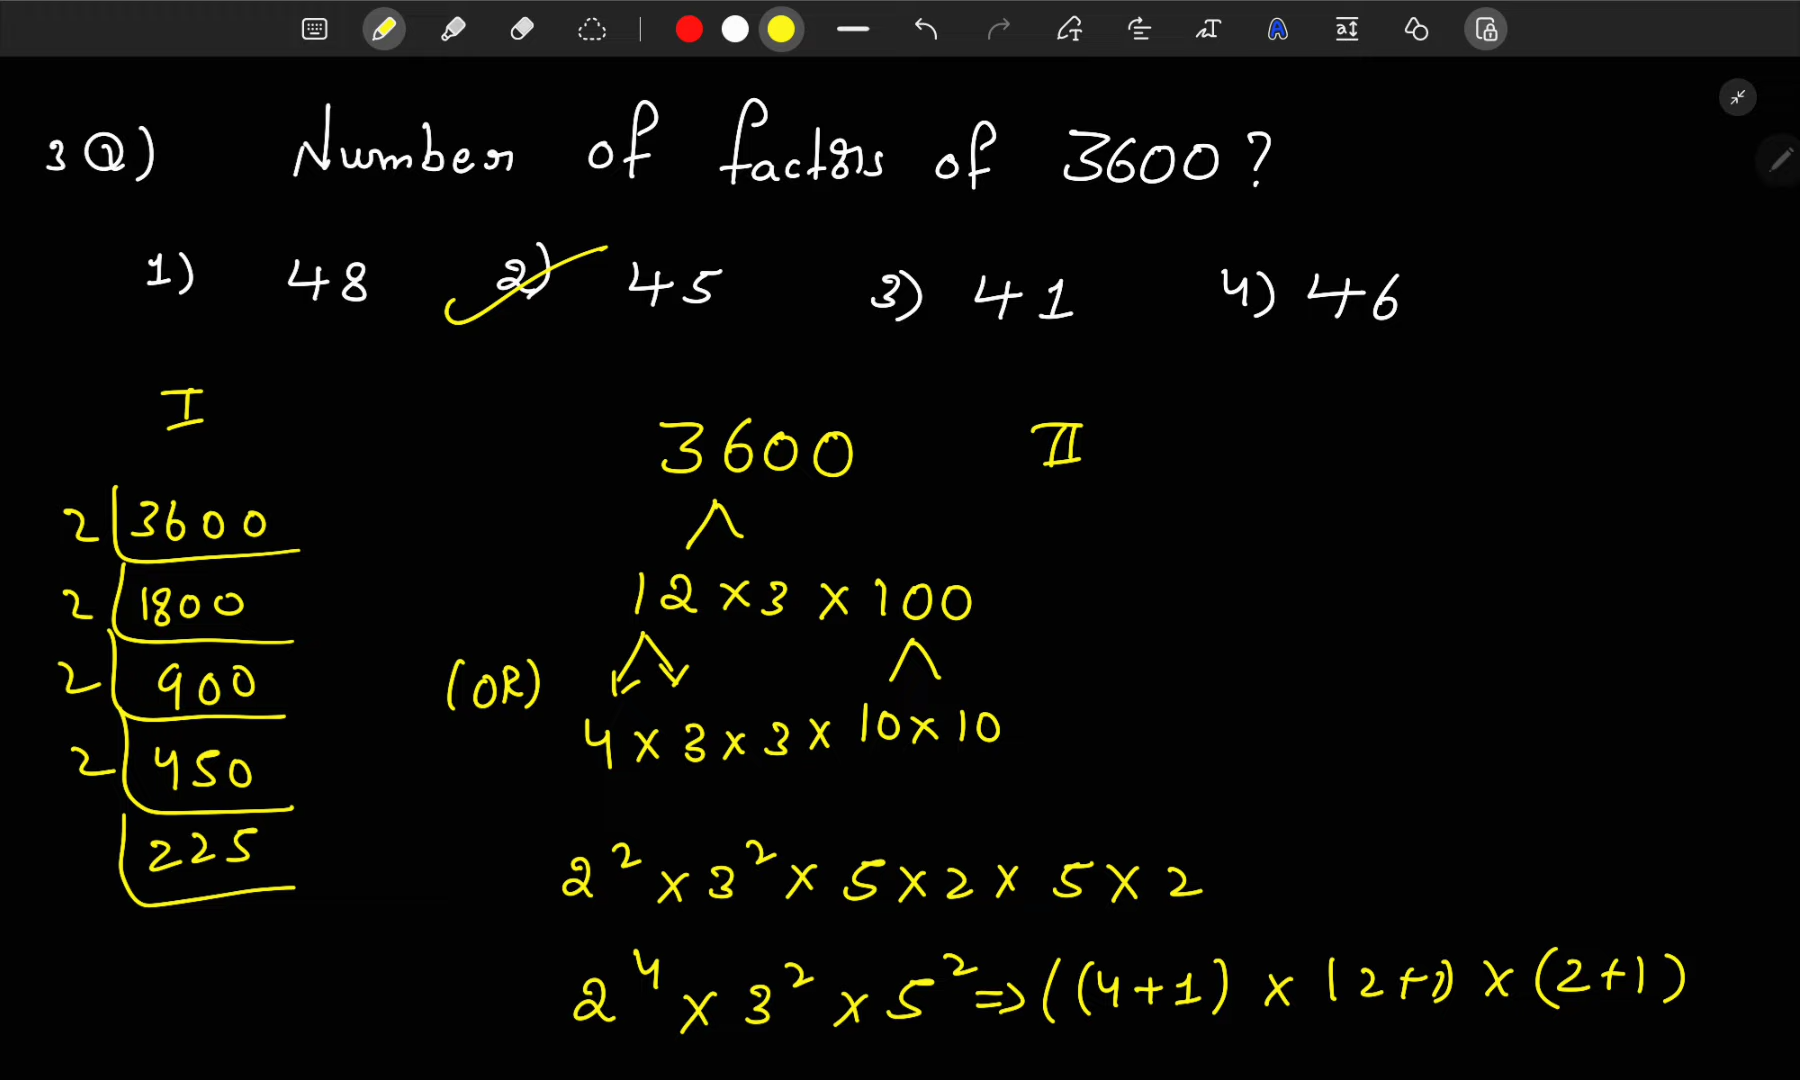 3Q) Number of factors of 3600?
1) 48 2) 45 3) 41 4) 46
I
2 3600
2 1800
2 900
2 450
225
(OR)
3600 II
12 × 3 × 100
4 × 3 × 3 × 10 × 10
2² × 3² × 5 × 2 × 5 × 2
2⁴ × 3² × 5² ⇒ ((4+1) × (2+1) × (2+1)